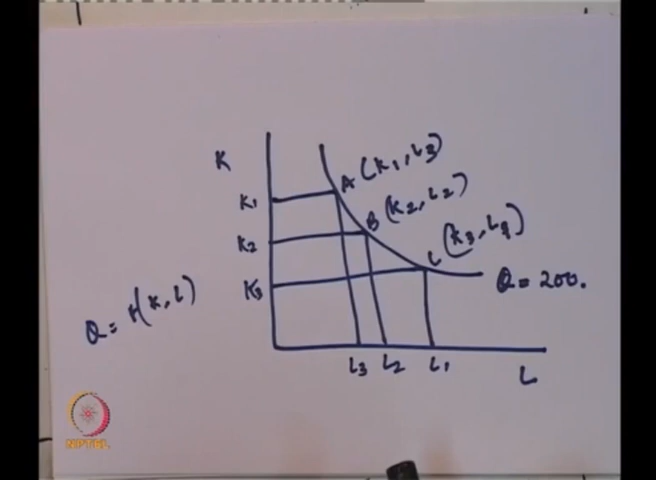 K
A (K1, L3)
K1
B (K2, L2)
K2
C (K3, L1)
K3
Q = 200.
Q = f(K, L)
L3 L2 L1
L
NPTEL